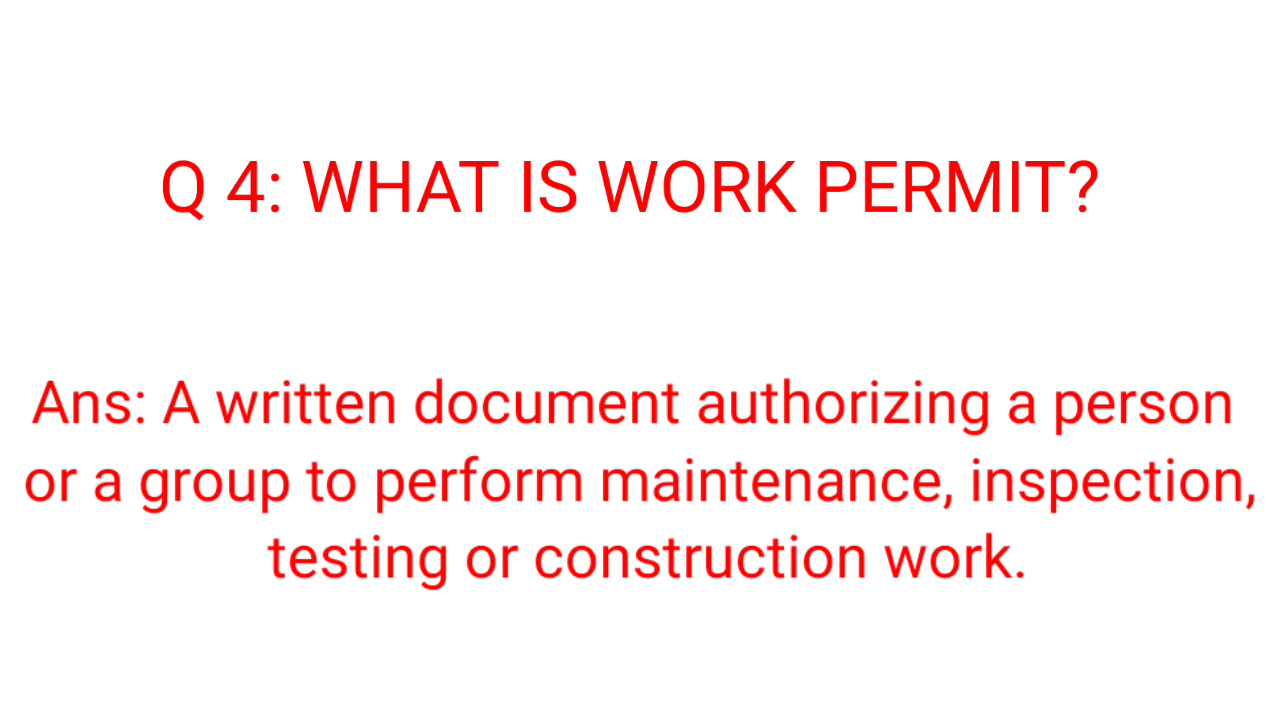 Q 4: WHAT IS WORK PERMIT?
Ans: A written document authorizing a person
or a group to perform maintenance, inspection,
testing or construction work.